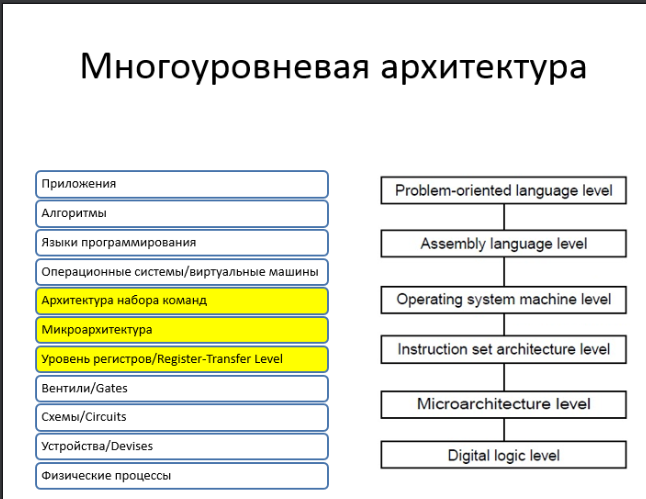 Многоуровневая архитектура
Приложения
Алгоритмы
Языки программирования
Операционные системы/виртуальные машины
Архитектура набора команд
Микроархитектура
Уровень регистров/Register-Transfer Level
Вентили/Gates
Схемы/Circuits
Устройства/Devises
Физические процессы
Problem-oriented language level
Assembly language level
Operating system machine level
Instruction set architecture level
Microarchitecture level
Digital logic level